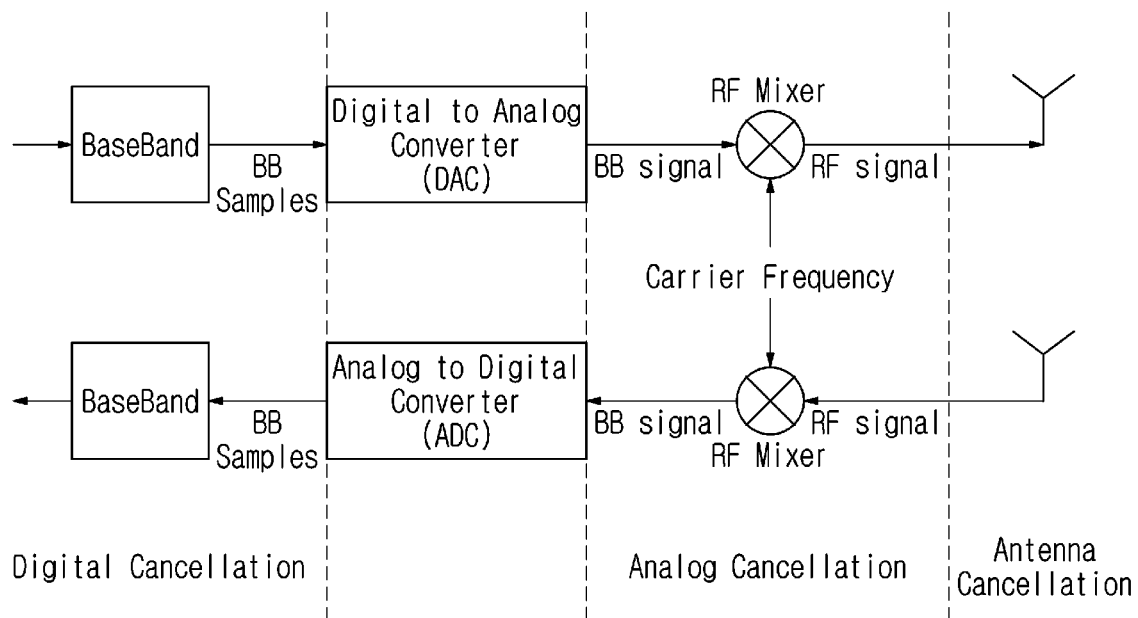 RF Mixer
BaseBand
BB
Samples
Digital to Analog
Converter
(DAC)
BB signal
RF signal
Carrier Frequency
BaseBand
BB
Samples
Analog to Digital
Converter
(ADC)
BB signal
RF signal
RF Mixer
Digital Cancellation
Analog Cancellation
Antenna
Cancellation